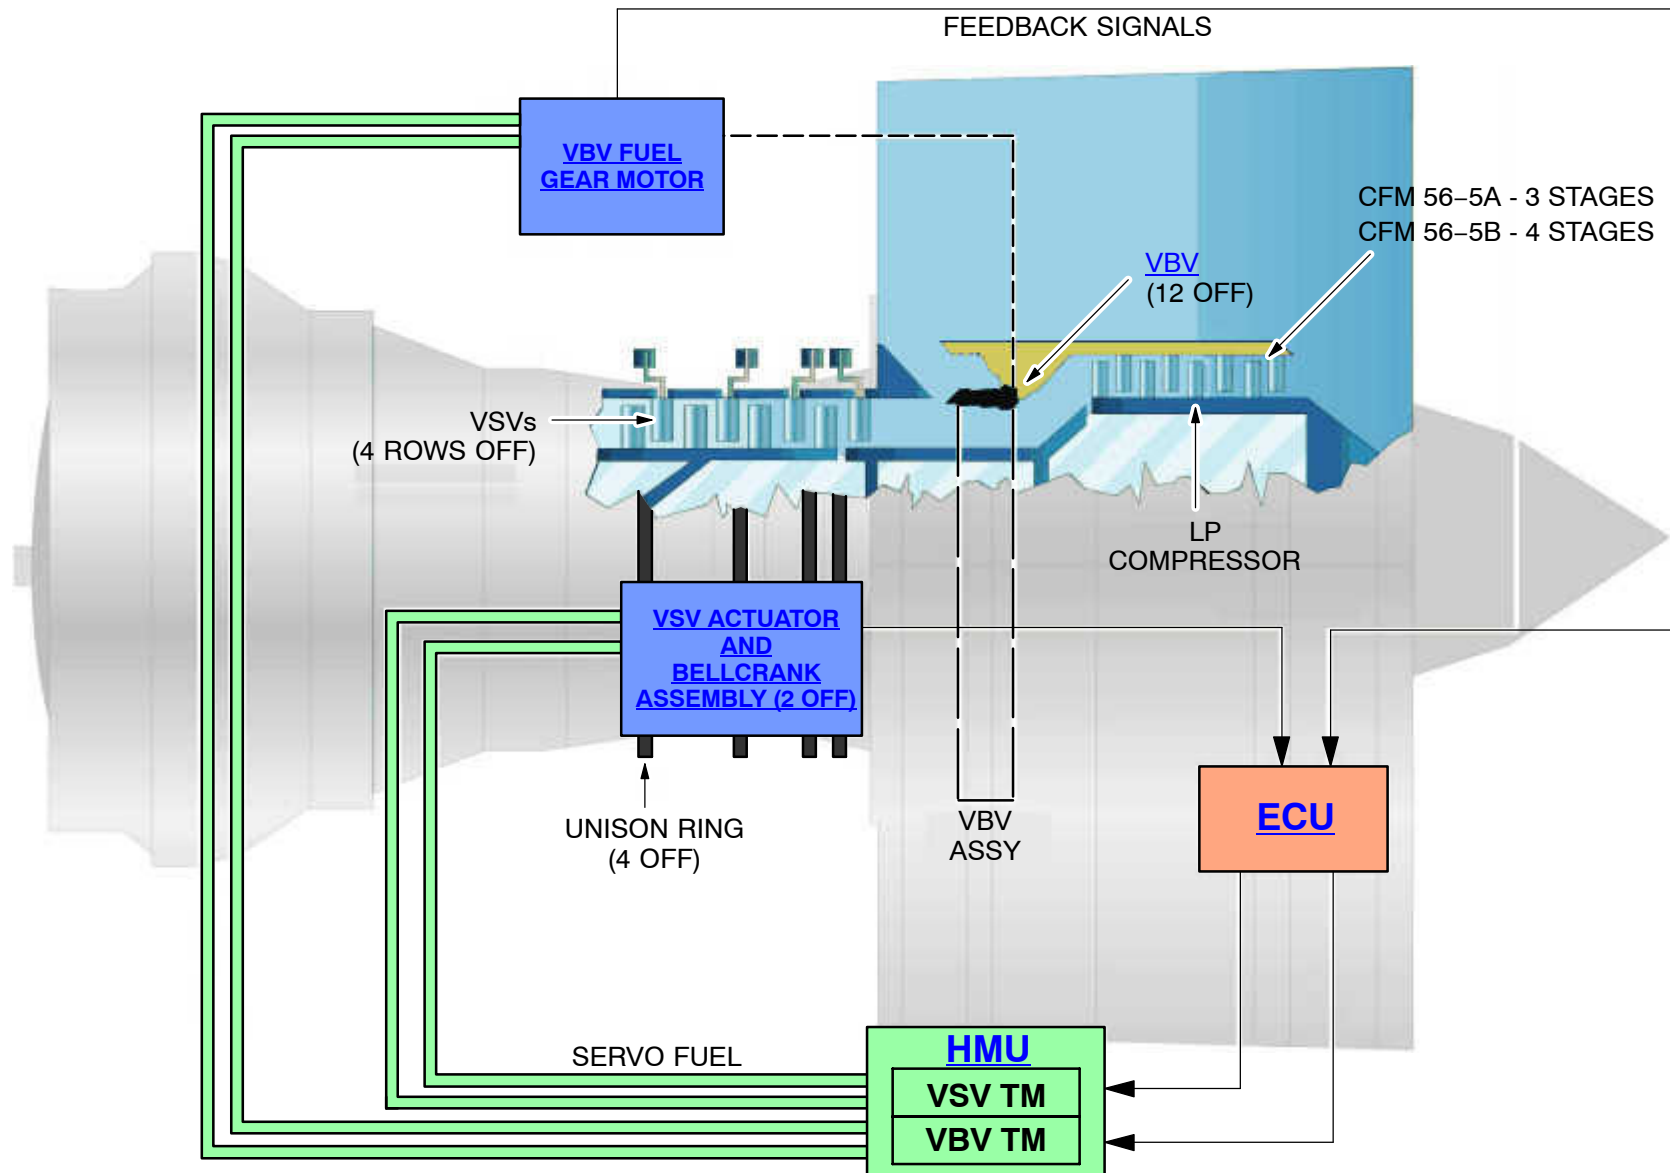 FEEDBACK SIGNALS
VBV FUEL
GEAR MOTOR
CFM 56–5A - 3 STAGES
CFM 56–5B - 4 STAGES
VBV
(12 OFF)
VSVs
(4 ROWS OFF)
LP
COMPRESSOR
VSV ACTUATOR
AND
BELLCRANK
ASSEMBLY (2 OFF)
UNISON RING
(4 OFF)
VBV
ASSY
ECU
SERVO FUEL
HMU
VSV TM
VBV TM